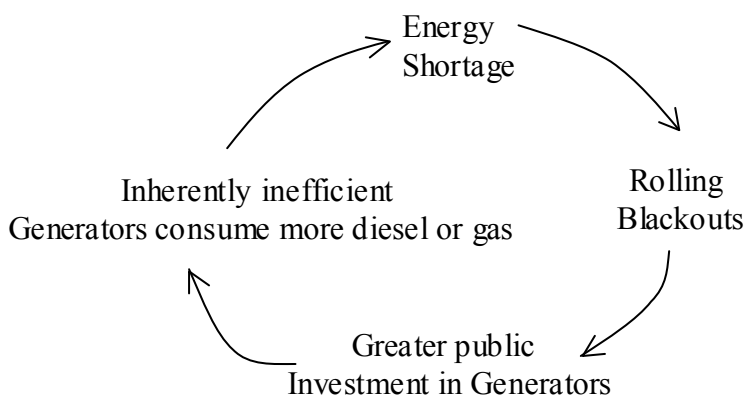 Energy
Shortage
Rolling
Blackouts
Greater public
Investment in Generators
Inherently inefficient
Generators consume more diesel or gas